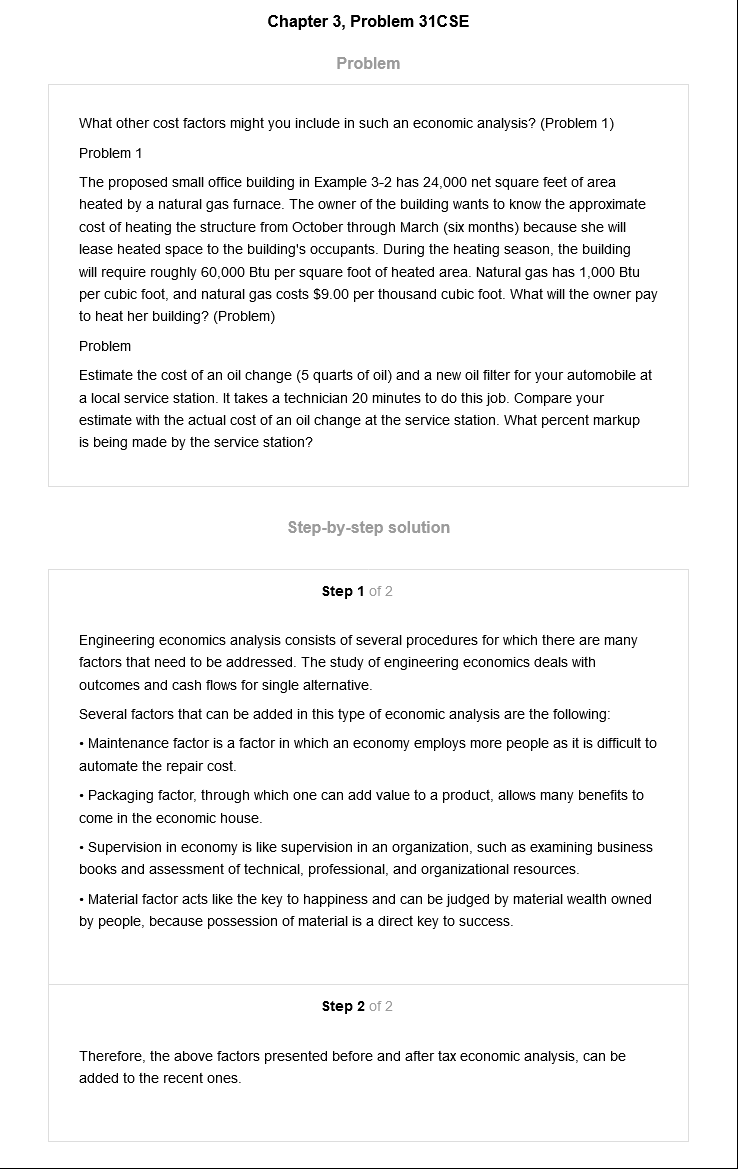 Chapter 3, Problem 31CSE
Problem
What other cost factors might you include in such an economic analysis? (Problem 1)
Problem 1
The proposed small office building in Example 3-2 has 24,000 net square feet of area
heated by a natural gas furnace. The owner of the building wants to know the approximate
cost of heating the structure from October through March (six months) because she will
lease heated space to the building's occupants. During the heating season, the building
will require roughly 60,000 Btu per square foot of heated area. Natural gas has 1,000 Btu
per cubic foot, and natural gas costs $9.00 per thousand cubic foot. What will the owner pay
to heat her building? (Problem)
Problem
Estimate the cost of an oil change (5 quarts of oil) and a new oil filter for your automobile at
a local service station. It takes a technician 20 minutes to do this job. Compare your
estimate with the actual cost of an oil change at the service station. What percent markup
is being made by the service station?
Step-by-step solution
Step 1 of 2
Engineering economics analysis consists of several procedures for which there are many
factors that need to be addressed. The study of engineering economics deals with
outcomes and cash flows for single alternative.
Several factors that can be added in this type of economic analysis are the following:
• Maintenance factor is a factor in which an economy employs more people as it is difficult to
automate the repair cost.
• Packaging factor, through which one can add value to a product, allows many benefits to
come in the economic house.
• Supervision in economy is like supervision in an organization, such as examining business
books and assessment of technical, professional, and organizational resources.
• Material factor acts like the key to happiness and can be judged by material wealth owned
by people, because possession of material is a direct key to success.
Step 2 of 2
Therefore, the above factors presented before and after tax economic analysis, can be
added to the recent ones.